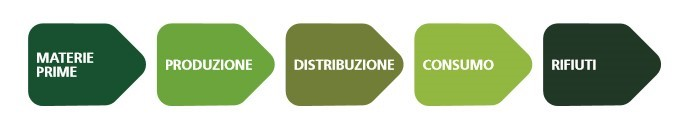 MATERIE
PRIME
PRODUZIONE
DISTRIBUZIONE
CONSUMO
RIFIUTI